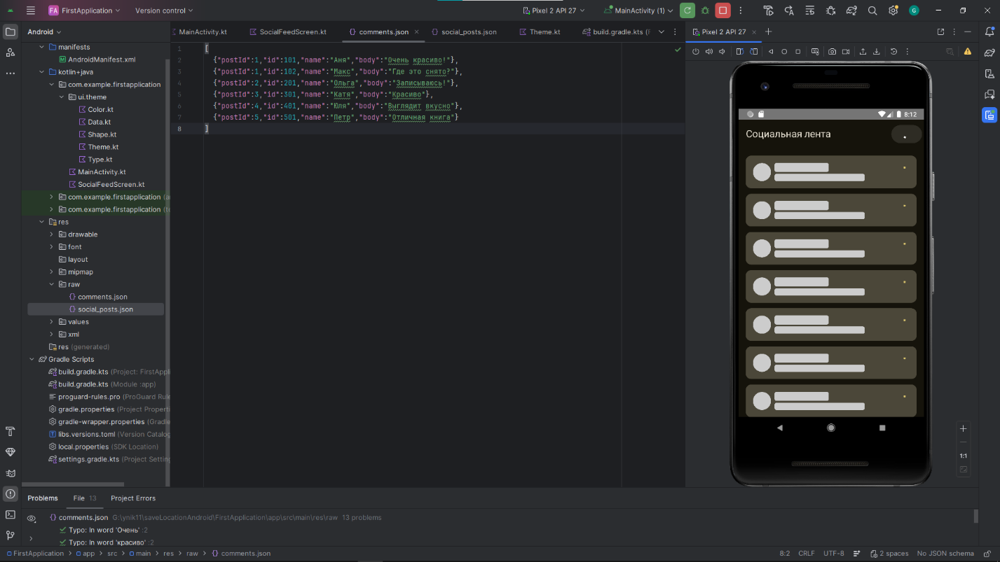 FA FirstApplication
Version control
Pixel 2 API 27
MainActivity (1)
G
Android
MainActivity.kt
SocialFeedScreen.kt
comments.json
social_posts.json
Theme.kt
build.gradle.kts (F
Pixel 2 API 27
manifests
AndroidManifest.xml
kotlin+java
com.example.firstapplication
ui.theme
Color.kt
Data.kt
Shape.kt
Theme.kt
Type.kt
MainActivity.kt
SocialFeedScreen.kt
com.example.firstapplication
com.example.firstapplication
res
drawable
font
layout
mipmap
raw
comments.json
social_posts.json
values
xml
res (generated)
Gradle Scripts
build.gradle.kts (Project: FirstAppl
build.gradle.kts (Module :app)
proguard-rules.pro (ProGuard Rule
gradle.properties (Project Propert
gradle-wrapper.properties (Gradle
libs.versions.toml (Version Catalog
local.properties (SDK Location)
settings.gradle.kts (Project Setting
1 [
2 {"postId":1,"id":101,"name":"Аня","body":"Очень красиво!"},
3 {"postId":1,"id":102,"name":"Макс","body":"Где это снято?"},
4 {"postId":2,"id":201,"name":"Ольга","body":"Записываюсь!"},
5 {"postId":3,"id":301,"name":"Катя","body":"Красиво"},
6 {"postId":4,"id":401,"name":"Юля","body":"Выглядит вкусно"},
7 {"postId":5,"id":501,"name":"Петр","body":"Отличная книга"}
8 ]
8:12
Социальная лента
1:1
Problems
File 13
Project Errors
comments.json G:\ynik11\saveLocationAndroid\FirstApplication\app\src\main\res\raw 13 problems
Typo: In word 'Очень' :2
Typo: In word 'красиво' :2
FirstApplication > app > src > main > res > raw > comments.json
8:2 CRLF UTF-8 2 spaces No JSON schema